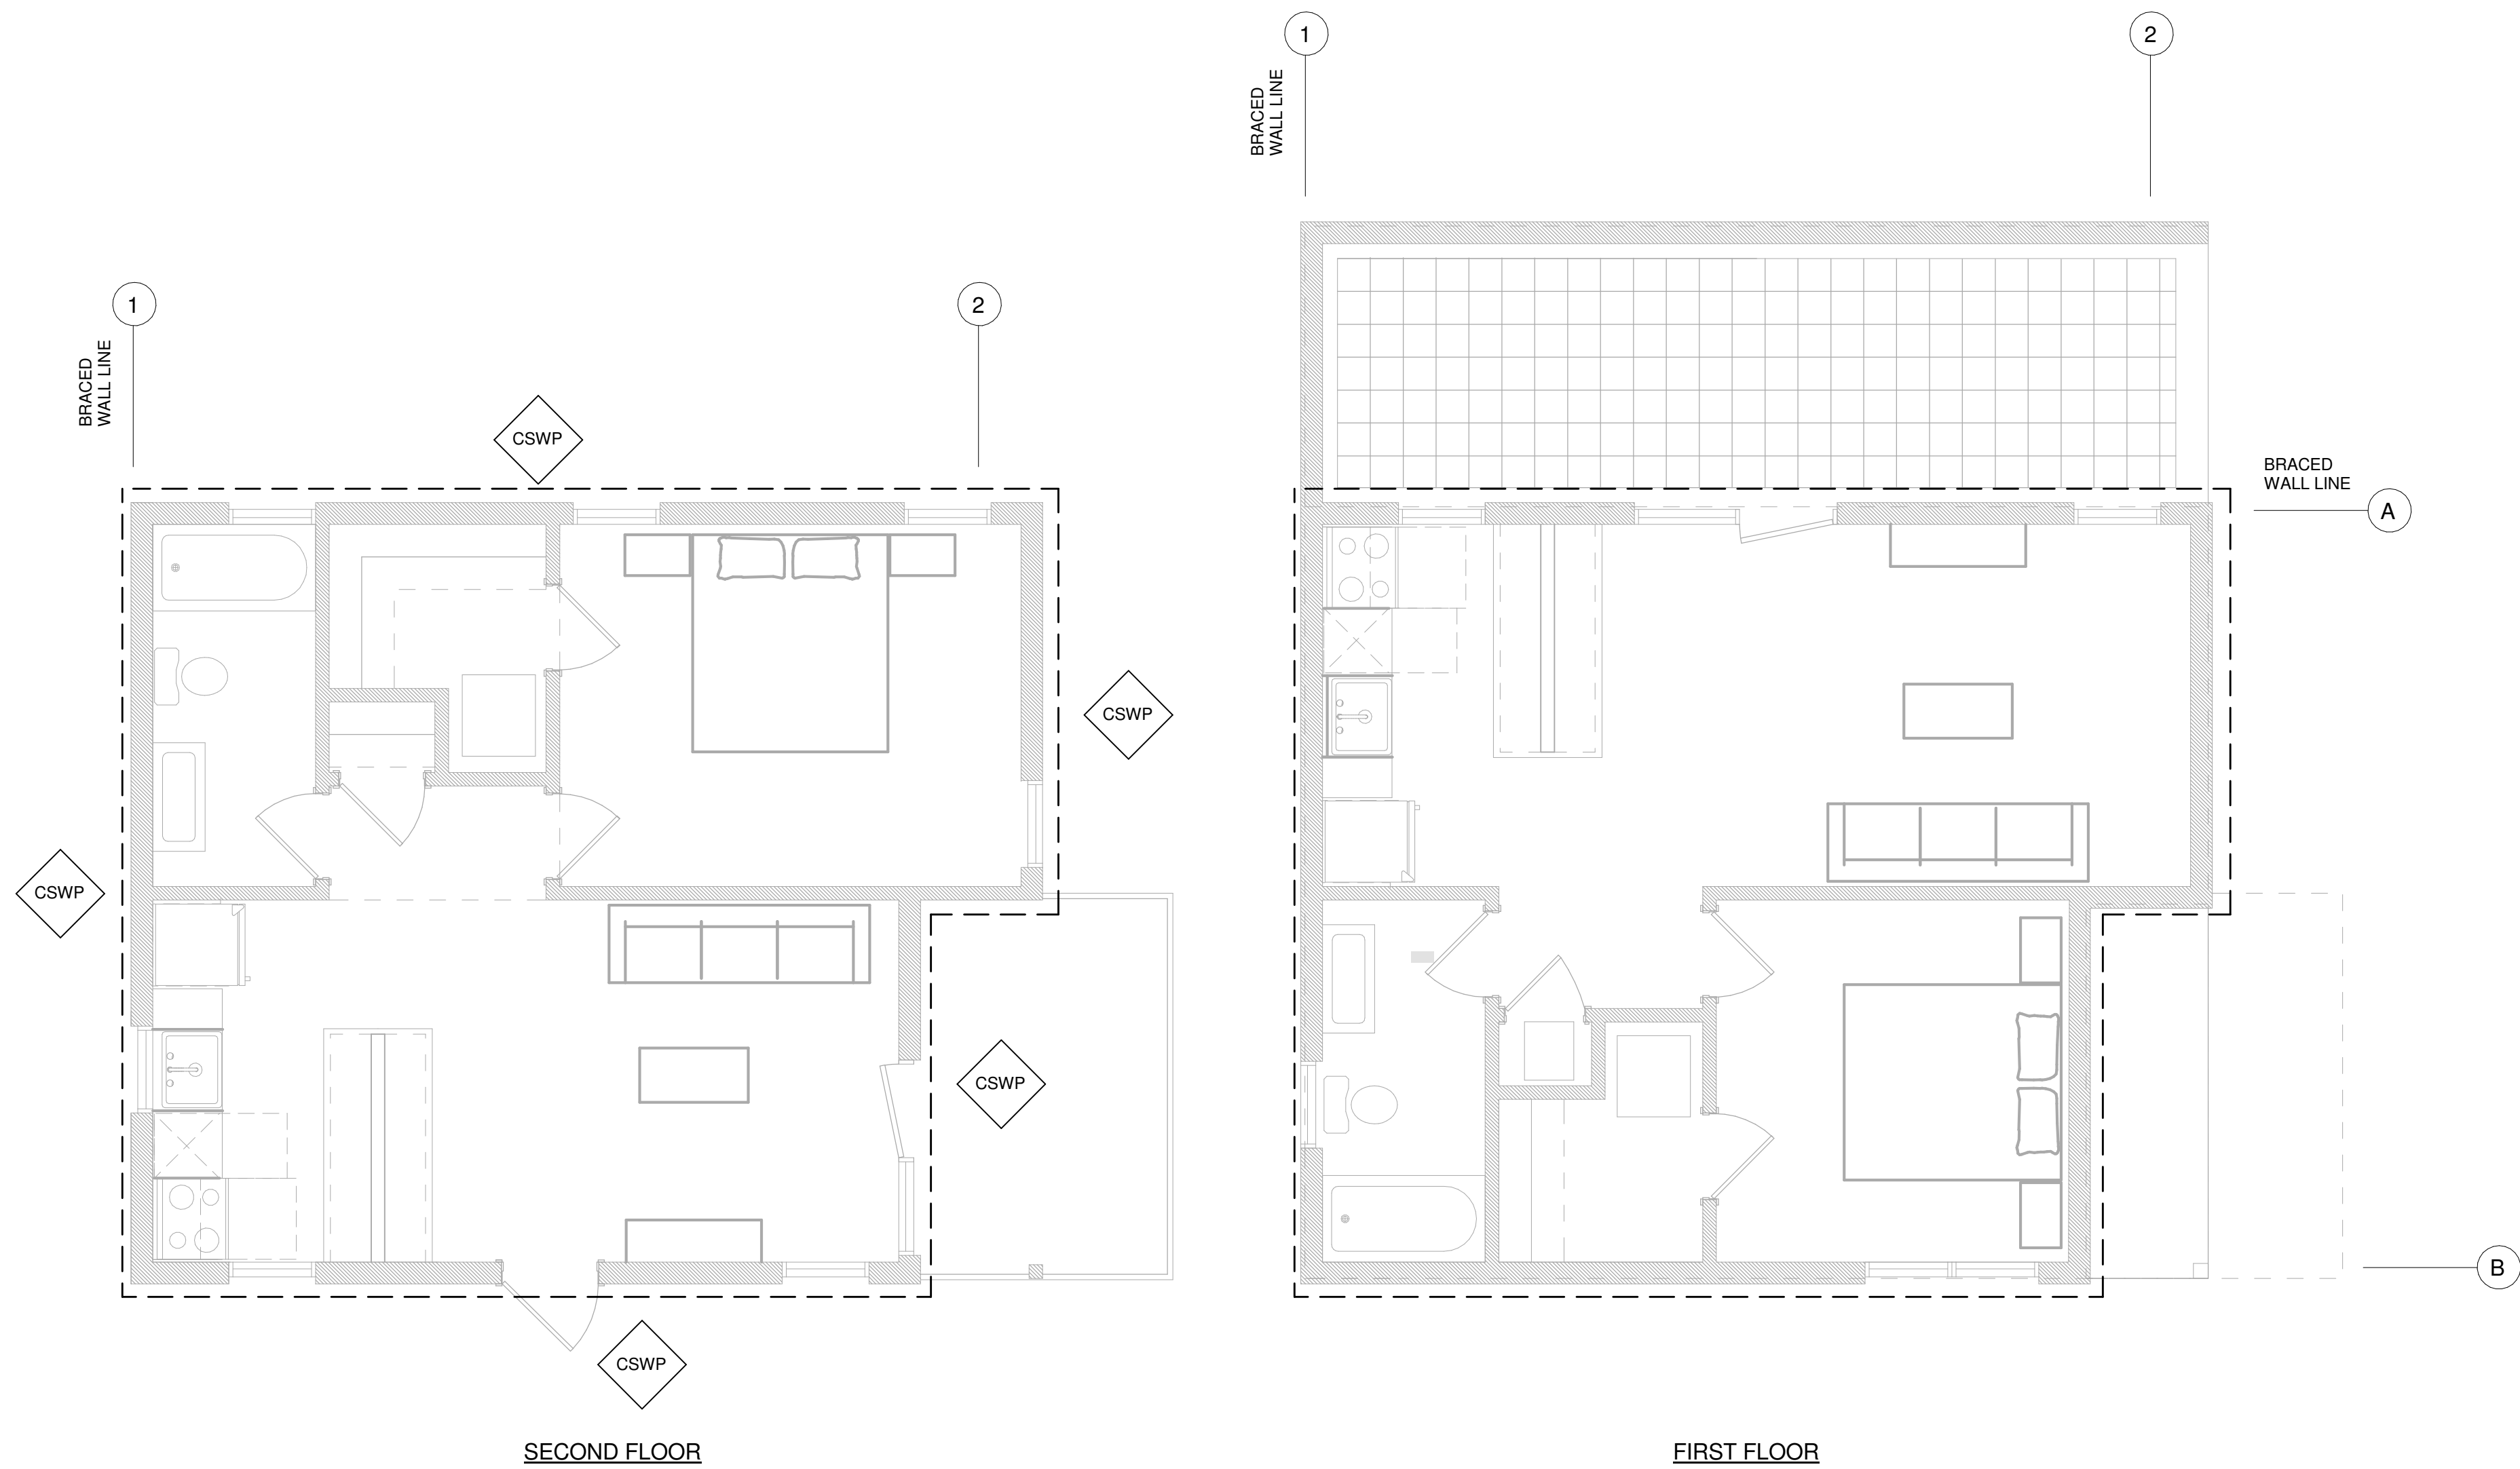 1
2
BRACED
WALL LINE
1
2
BRACED
WALL LINE
CSWP
BRACED
WALL LINE
A
CSWP
CSWP
CSWP
B
CSWP
SECOND FLOOR
FIRST FLOOR